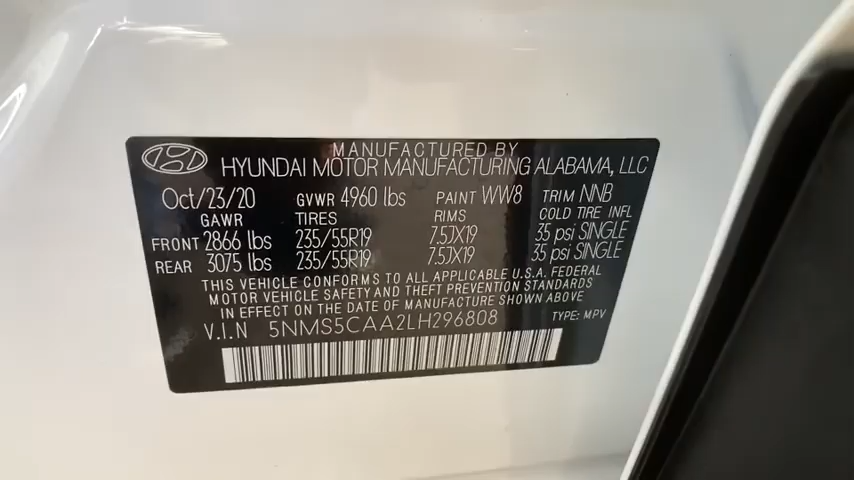 MANUFACTURED BY
HYUNDAI MOTOR MANUFACTURING ALABAMA, LLC
Oct/23/20 GVWR 4960 lbs PAINT WW8 TRIM NNB
GAWR TIRES RIMS COLD TIRE INFL
FRONT 2866 lbs 235/55R19 7.5JX19 35 psi SINGLE
REAR 3075 lbs 235/55R19 7.5JX19 35 psi SINGLE
THIS VEHICLE CONFORMS TO ALL APPLICABLE U.S.A. FEDERAL
MOTOR VEHICLE SAFETY AND THEFT PREVENTION STANDARDS
IN EFFECT ON THE DATE OF MANUFACTURE SHOWN ABOVE
V.I.N 5NMS5CAA2LH296808 TYPE: MPV